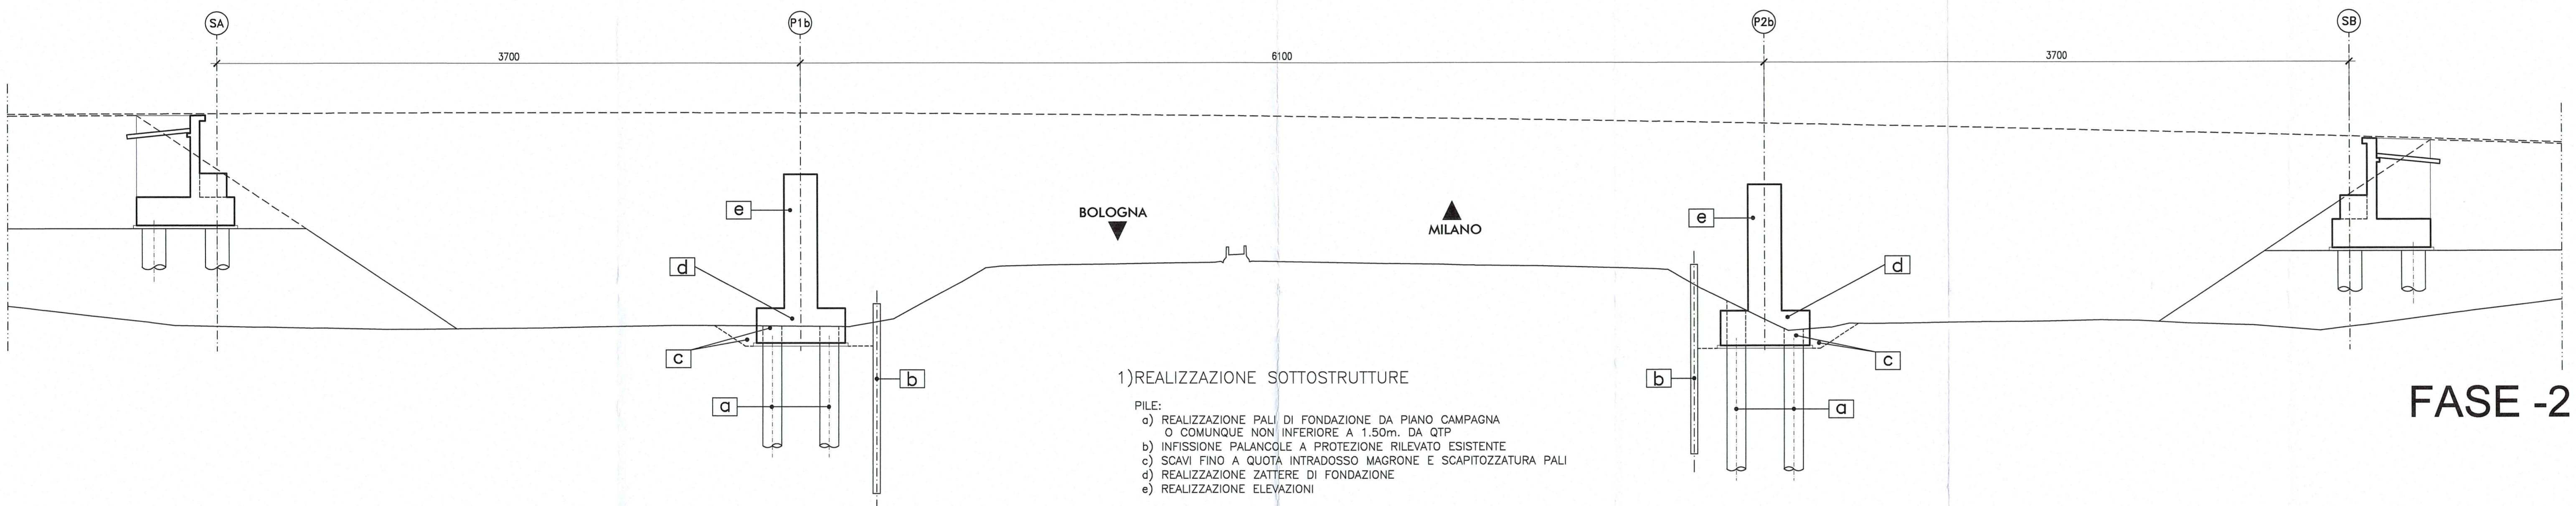 SA
P1b
P2b
SB
3700
6100
3700
e
d
c
a
b
BOLOGNA
MILANO
e
d
c
b
a
1)REALIZZAZIONE SOTTOSTRUTTURE
PILE:
a) REALIZZAZIONE PALI DI FONDAZIONE DA PIANO CAMPAGNA
O COMUNQUE NON INFERIORE A 1.50m. DA QTP
b) INFISSIONE PALANCOLE A PROTEZIONE RILEVATO ESISTENTE
c) SCAVI FINO A QUOTA INTRADOSSO MAGRONE E SCAPITOZZATURA PALI
d) REALIZZAZIONE ZATTERE DI FONDAZIONE
e) REALIZZAZIONE ELEVAZIONI
FASE -2